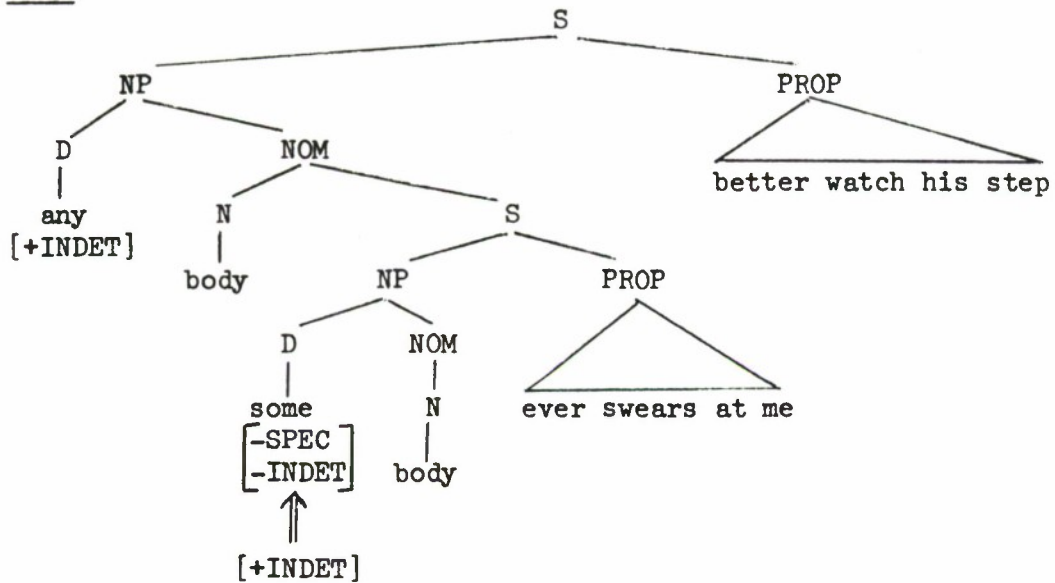 S
NP PROP
D NOM better watch his step
any N S
[+INDET] body NP PROP
D NOM
some N ever swears at me
[-SPEC
-INDET] body
[+INDET]